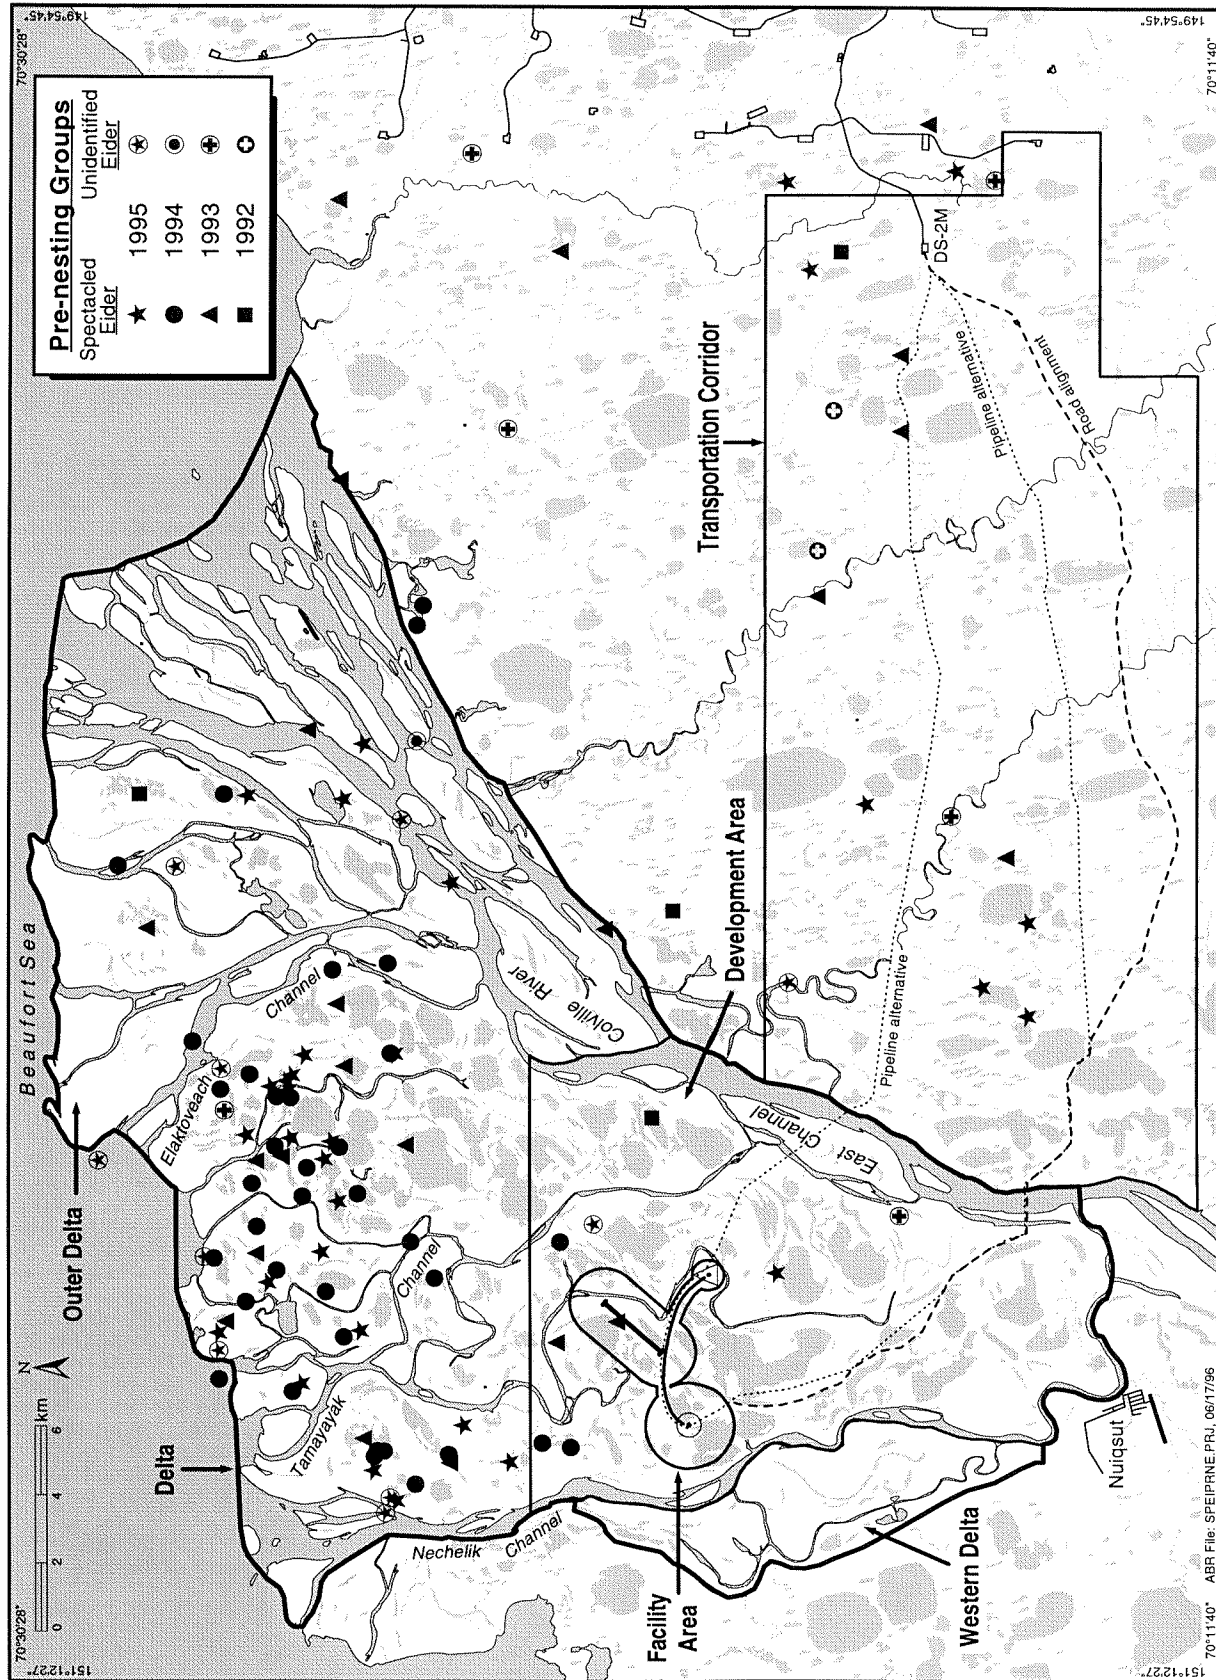 70°30'28"
151°12'27"
70°30'28"
149°54'45"
70°11'40"
151°12'27"
70°11'40"
149°54'45"
Pre-nesting Groups
Spectacled
Eider
Unidentified
Eider
1995
1994
1993
1992
0 2 4 6 km
N
Beaufort Sea
Outer Delta
Delta
Elaktoveach
Channel
Tamayayak
Channel
Nechelik
Channel
Colville
River
East
Channel
Development Area
Transportation Corridor
Facility
Area
Western Delta
Pipeline alternative
Pipeline alternative
Road alignment
DS-2M
Nuiqsut
ABR File: SPEIPRNE.PRJ, 06/17/96